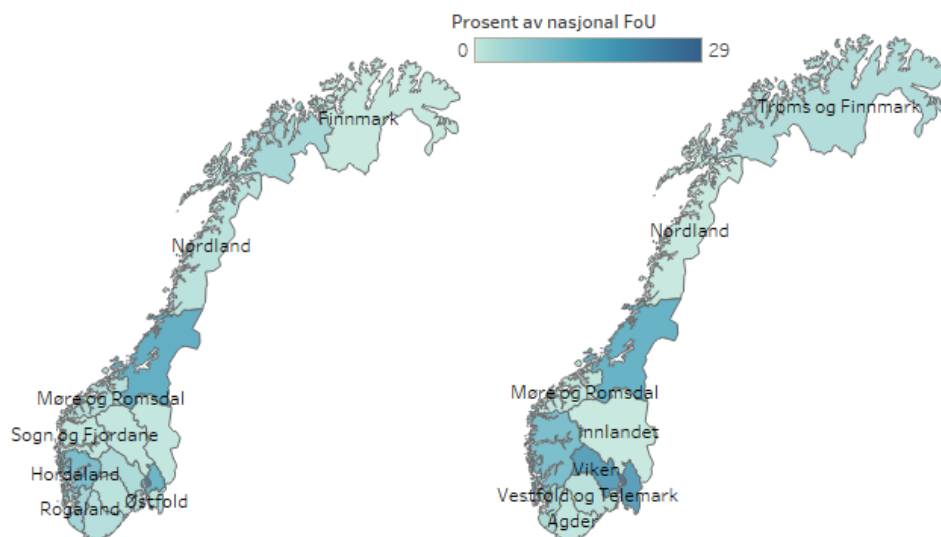 Prosent av nasjonal FoU
0
29
Finnmark
Nordland
Møre og Romsdal
Sogn og Fjordane
Hordaland
Østfold
Rogaland
Troms og Finnmark
Nordland
Møre og Romsdal
Innlandet
Viken
Vestfold og Telemark
Agder